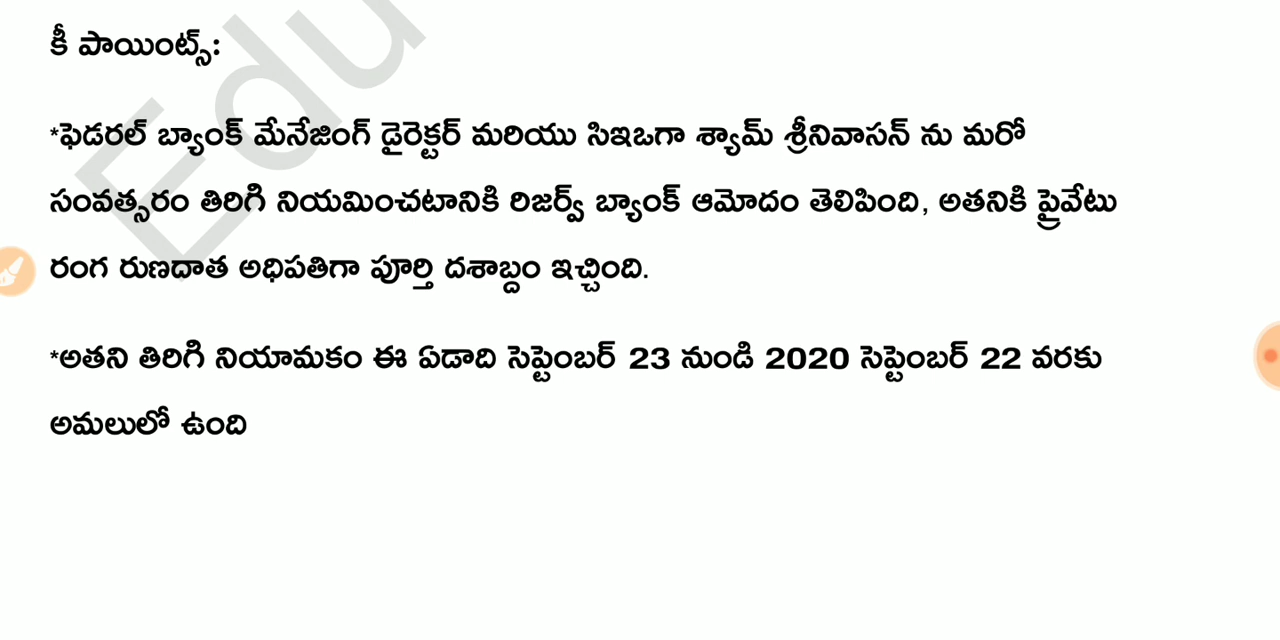 కీ పాయింట్స్:
*ఫెడరల్ బ్యాంక్ మేనేజింగ్ డైరెక్టర్ మరియు సిఇఒగా శ్యామ్ శ్రీనివాసన్ ను మరో
సంవత్సరం తిరిగి నియమించటానికి రిజర్వ్ బ్యాంక్ ఆమోదం తెలిపింది, అతనికి ప్రైవేటు
రంగ రుణదాత అధిపతిగా పూర్తి దశాబ్దం ఇచ్చింది.
*అతని తిరిగి నియామకం ఈ ఏడాది సెప్టెంబర్ 23 నుండి 2020 సెప్టెంబర్ 22 వరకు
అమలులో ఉంది
Edu